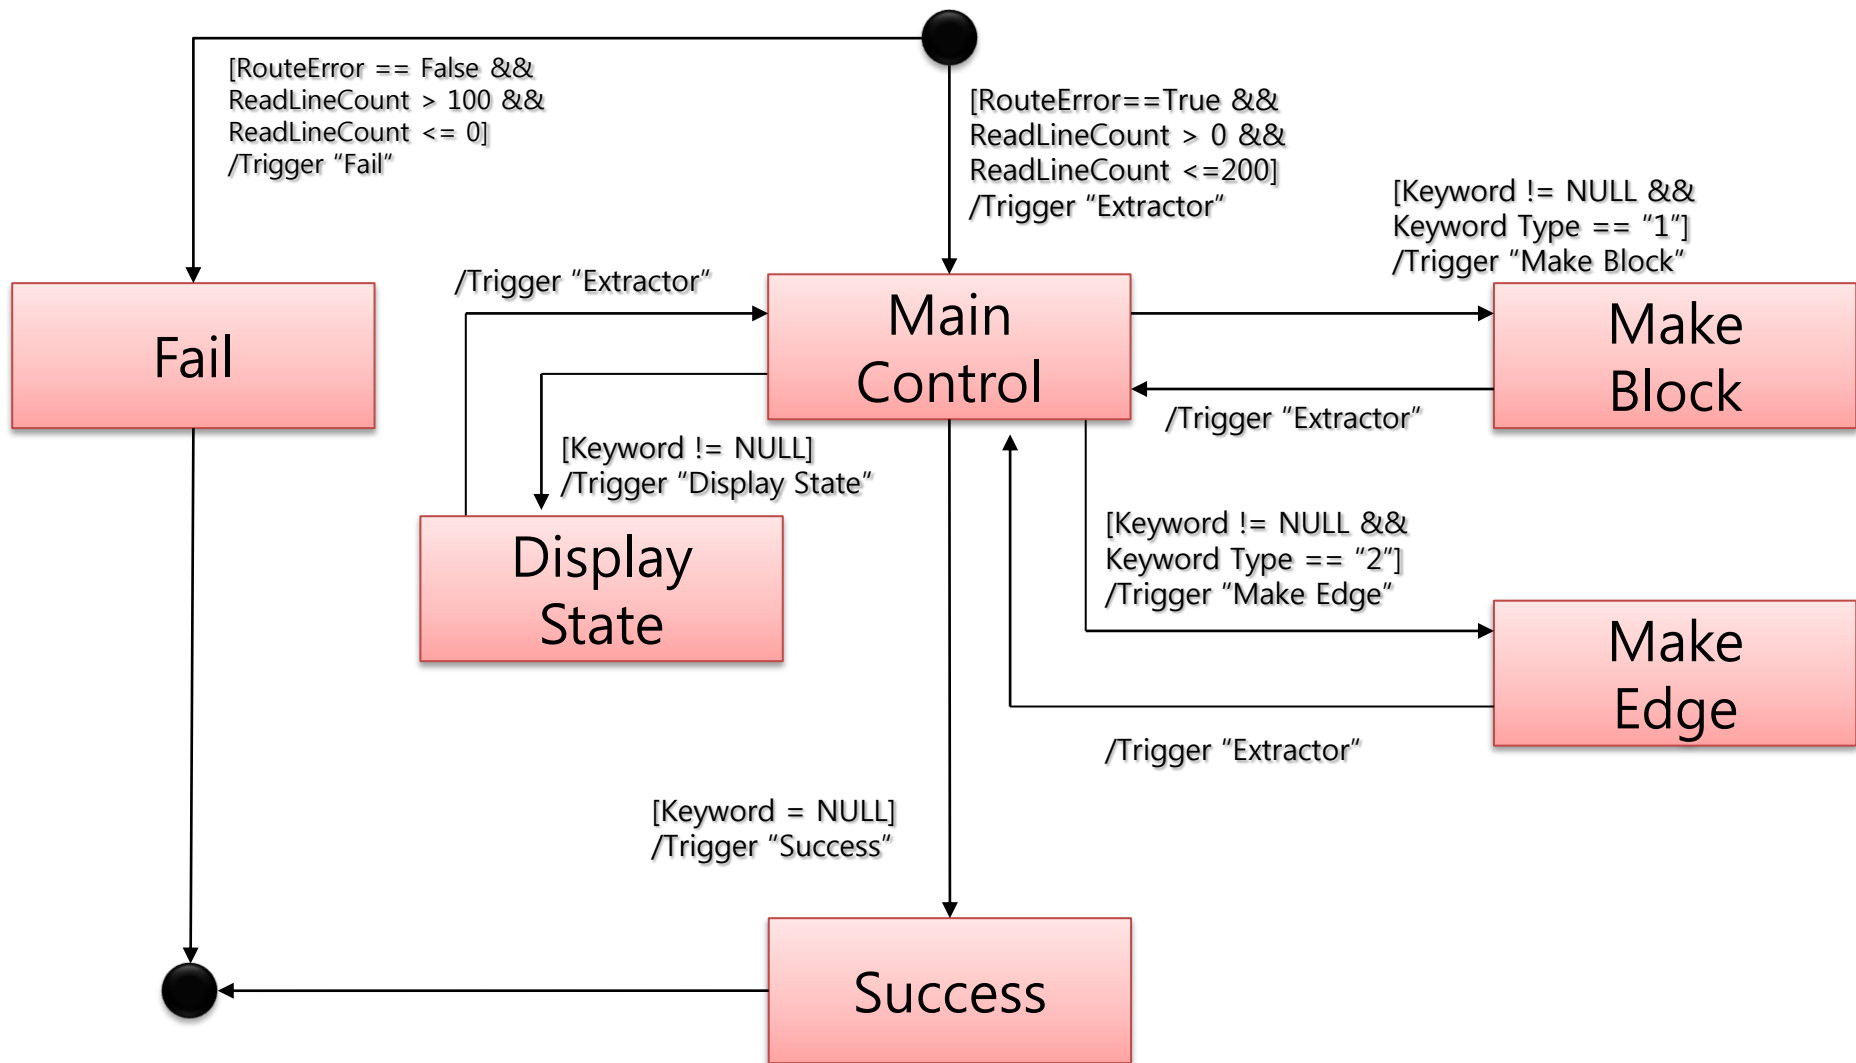 [RouteError == False &&
ReadLineCount > 100 &&
ReadLineCount <= 0]
/Trigger “Fail“
[RouteError==True &&
ReadLineCount > 0 &&
ReadLineCount <=200]
/Trigger “Extractor“
[Keyword != NULL &&
Keyword Type == “1“]
/Trigger “Make Block“
/Trigger “Extractor“
Fail
Main
Control
Make
Block
/Trigger “Extractor“
[Keyword != NULL]
/Trigger “Display State“
[Keyword != NULL &&
Keyword Type == “2“]
/Trigger “Make Edge“
Display
State
Make
Edge
/Trigger “Extractor“
[Keyword = NULL]
/Trigger “Success“
Success